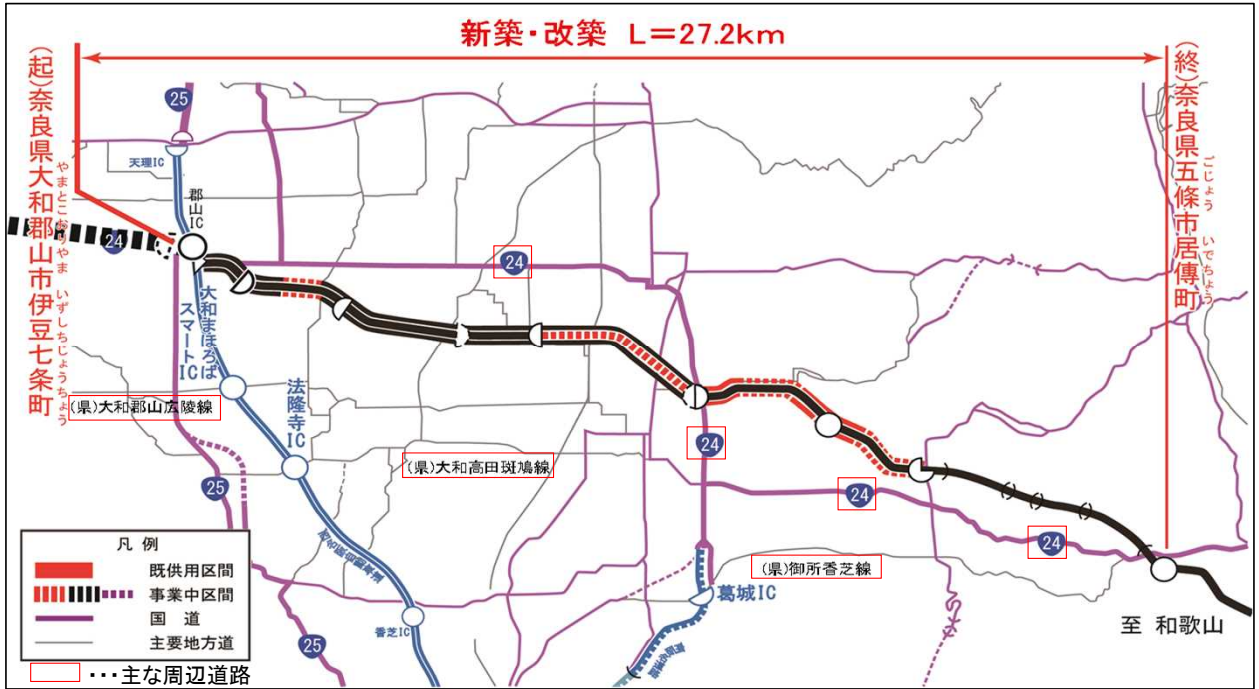 新築・改築 L=27.2km
(起)奈良県大和郡山市伊豆七条町
やまとこおりやま いずしちじょうちょう
(終)奈良県五條市居傳町
ごじょう いでちょう
25
天理IC
郡山IC
24
24
大和まほろば
スマートIC
(県)大和郡山広陵線
法隆寺IC
(県)大和高田斑鳩線
24
24
25
24
(県)御所香芝線
葛城IC
香芝IC
25
至 和歌山
凡例
既供用区間
事業中区間
国道
主要地方道
・・・主な周辺道路